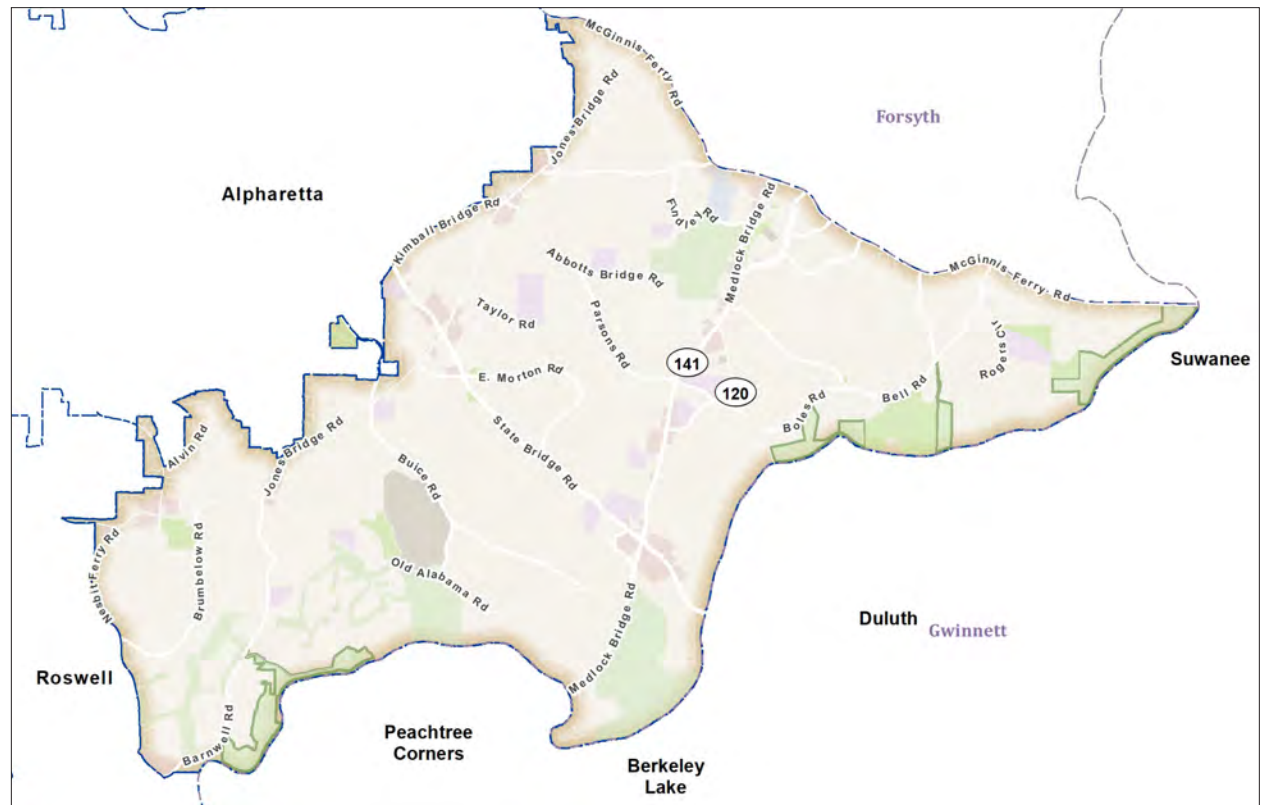 McGinnis Ferry Rd
Jones Bridge Rd
Forsyth
Alpharetta
Kimball Bridge Rd
Findley Rd
Medlock Bridge Rd
Abbotts Bridge Rd
McGinnis Ferry Rd
Taylor Rd
Parsons Rd
Rogers Cir
Suwanee
141
E. Morton Rd
120
Bell Rd
Boles Rd
State Bridge Rd
Alvin Rd
Jones Bridge Rd
Buice Rd
Nesbit Ferry Rd
Brumbelow Rd
Old Alabama Rd
Medlock Bridge Rd
Duluth
Gwinnett
Roswell
Barnwell Rd
Peachtree
Corners
Berkeley
Lake